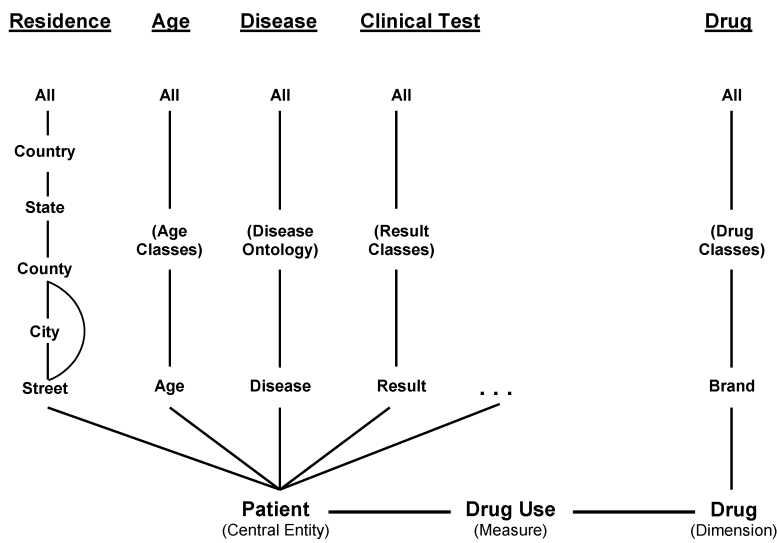 Residence Age Disease Clinical Test Drug
All All All All All
Country
State
(Age Classes) (Disease Ontology) (Result Classes) (Drug Classes)
County
City
Street Age Disease Result . . . Brand
Patient Drug Use Drug
(Central Entity) (Measure) (Dimension)